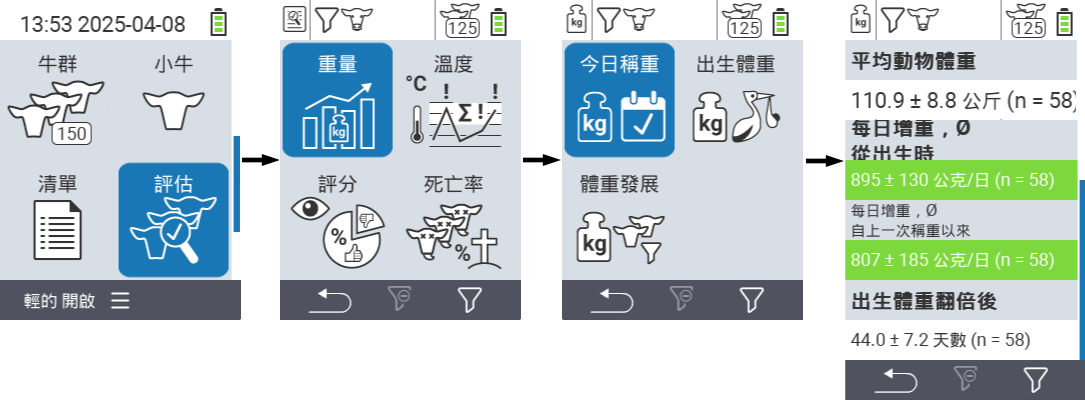 13:53 2025-04-08
牛群
小牛
150
清單
評估
輕的 開啟
125
重量
溫度
kg
°C
! !
Σ!
評分
死亡率
%
%
kg
125
今日稱重
出生體重
kg
kg
體重發展
kg
kg
125
平均動物體重
110.9 ± 8.8 公斤 (n = 58)
每日增重，Ø
從出生時
895 ± 130 公克/日 (n = 58)
每日增重，Ø
自上一次稱重以來
807 ± 185 公克/日 (n = 58)
出生體重翻倍後
44.0 ± 7.2 天數 (n = 58)